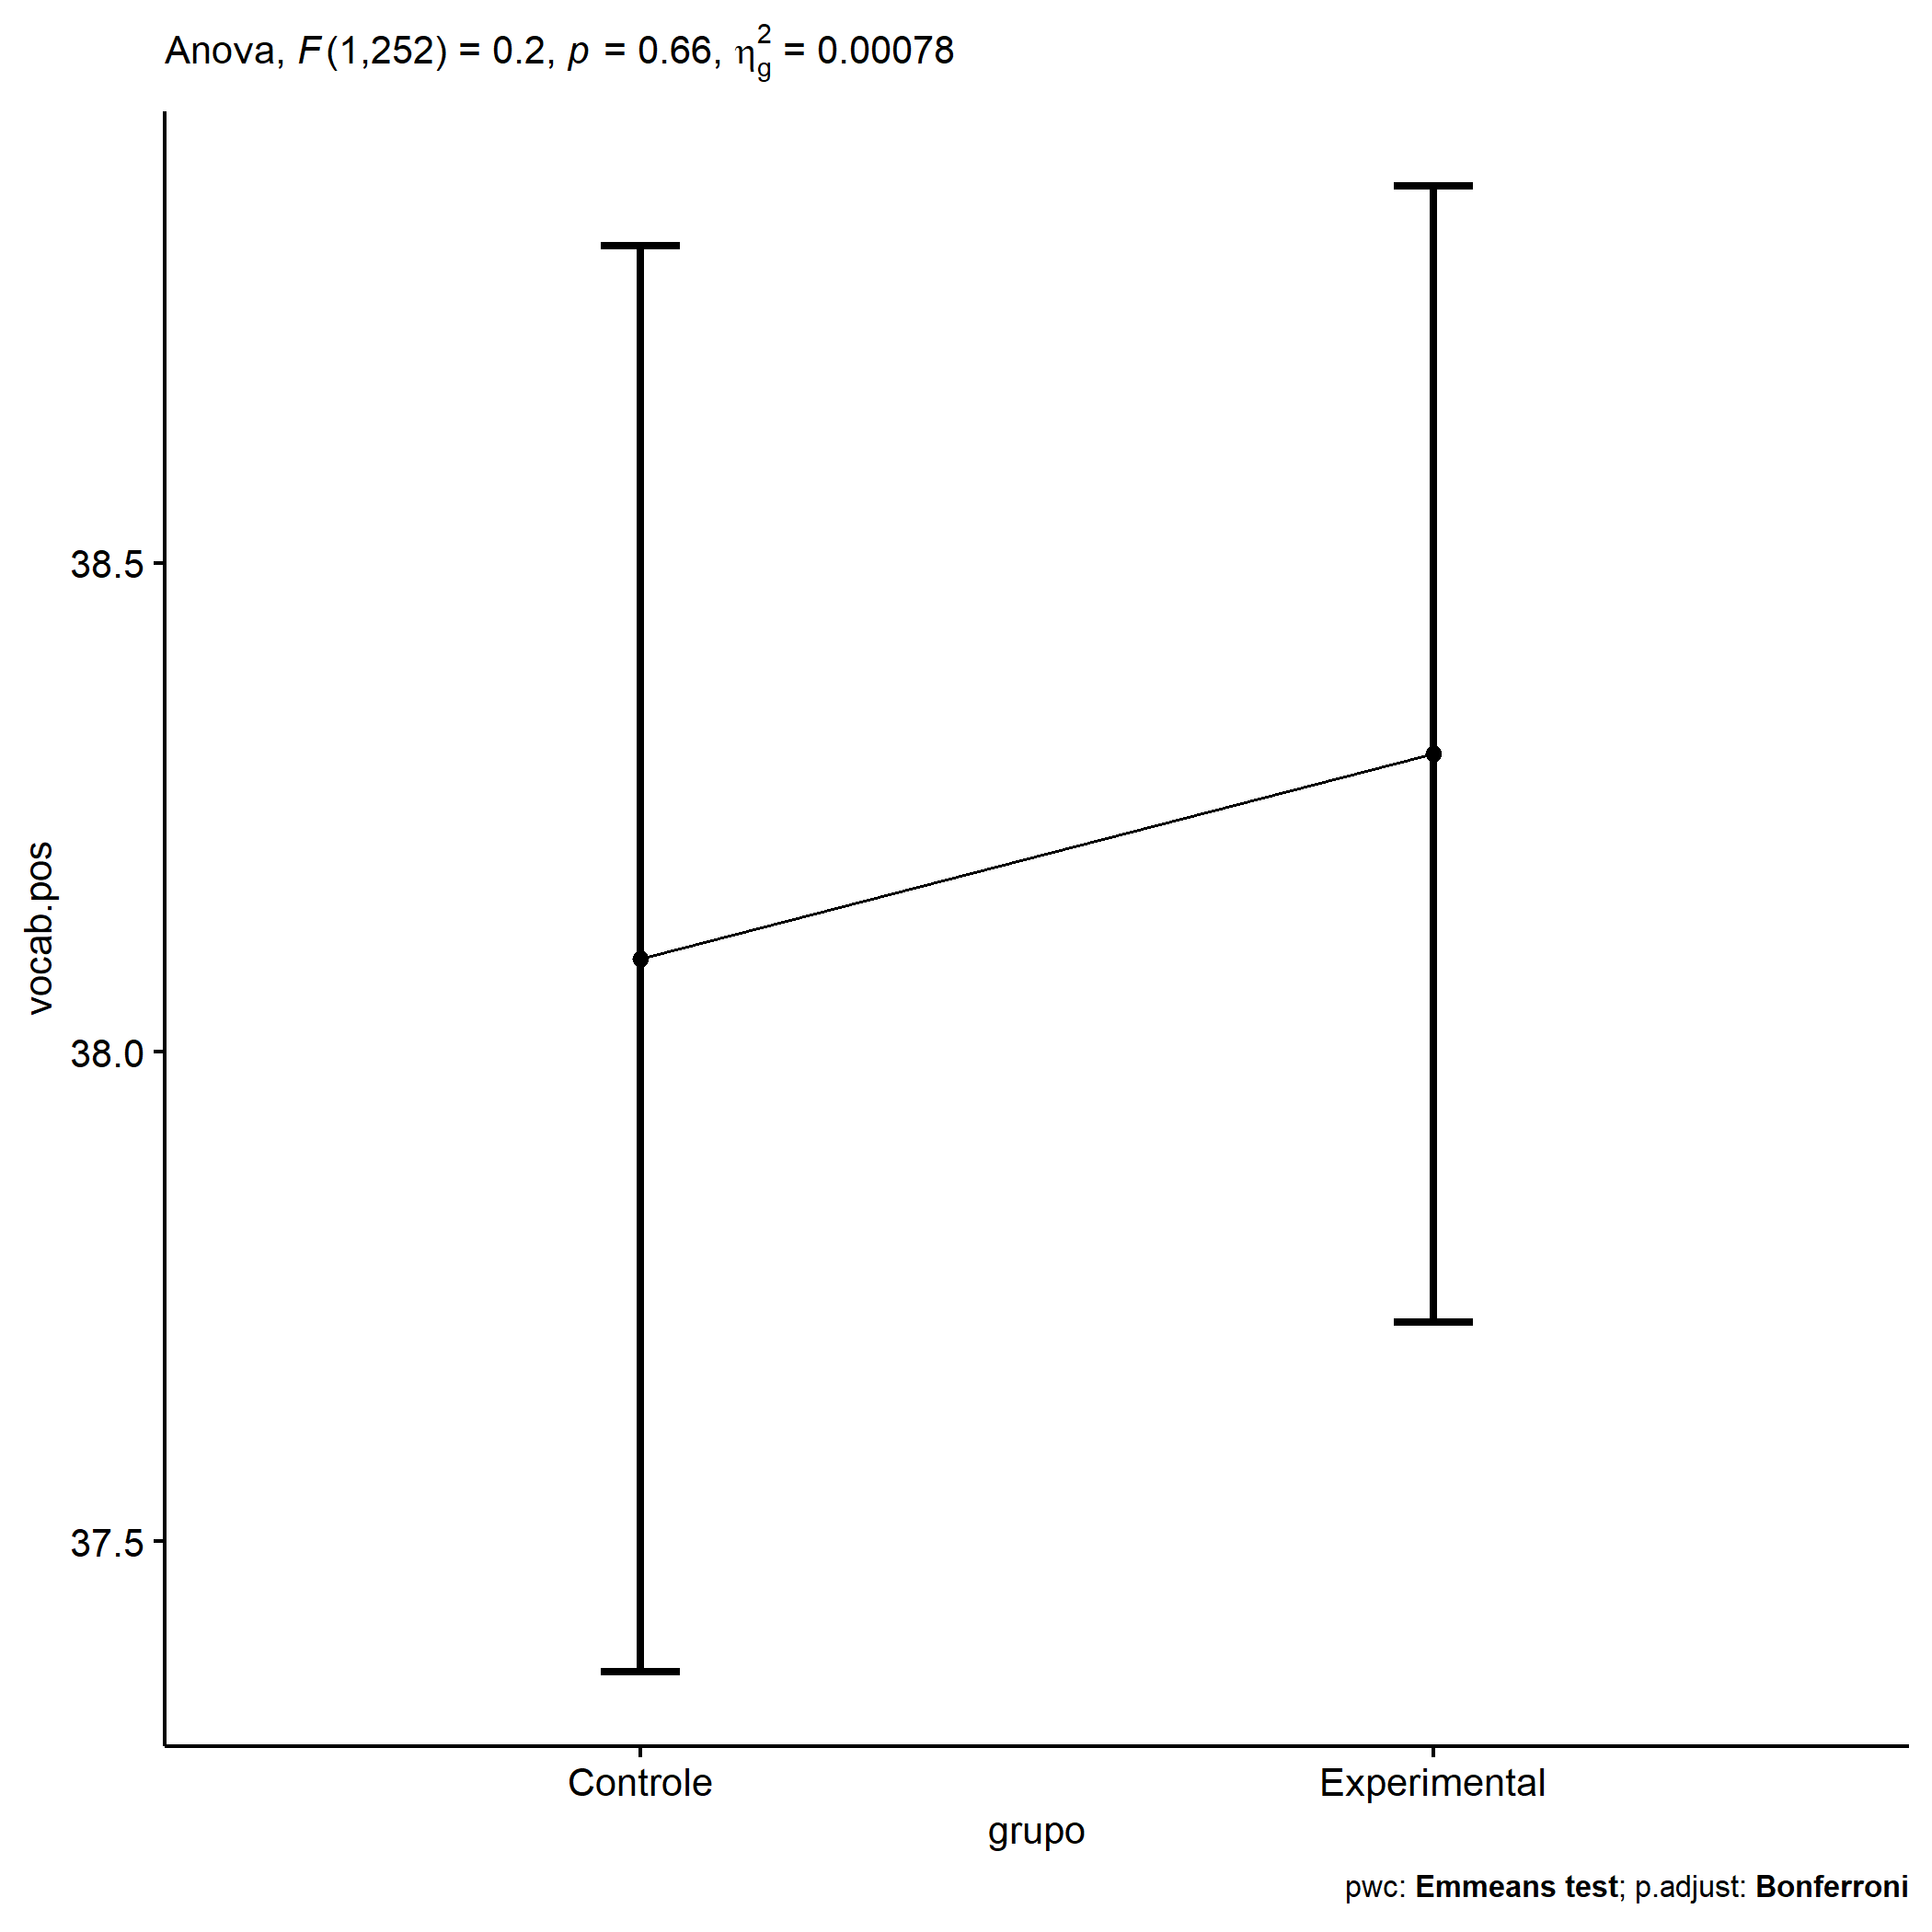 Anova, F(1,252) = 0.2, p = 0.66, η²g = 0.00078
38.5
38.0
37.5
vocab.pos
Controle
Experimental
grupo
pwc: Emmeans test; p.adjust: Bonferroni